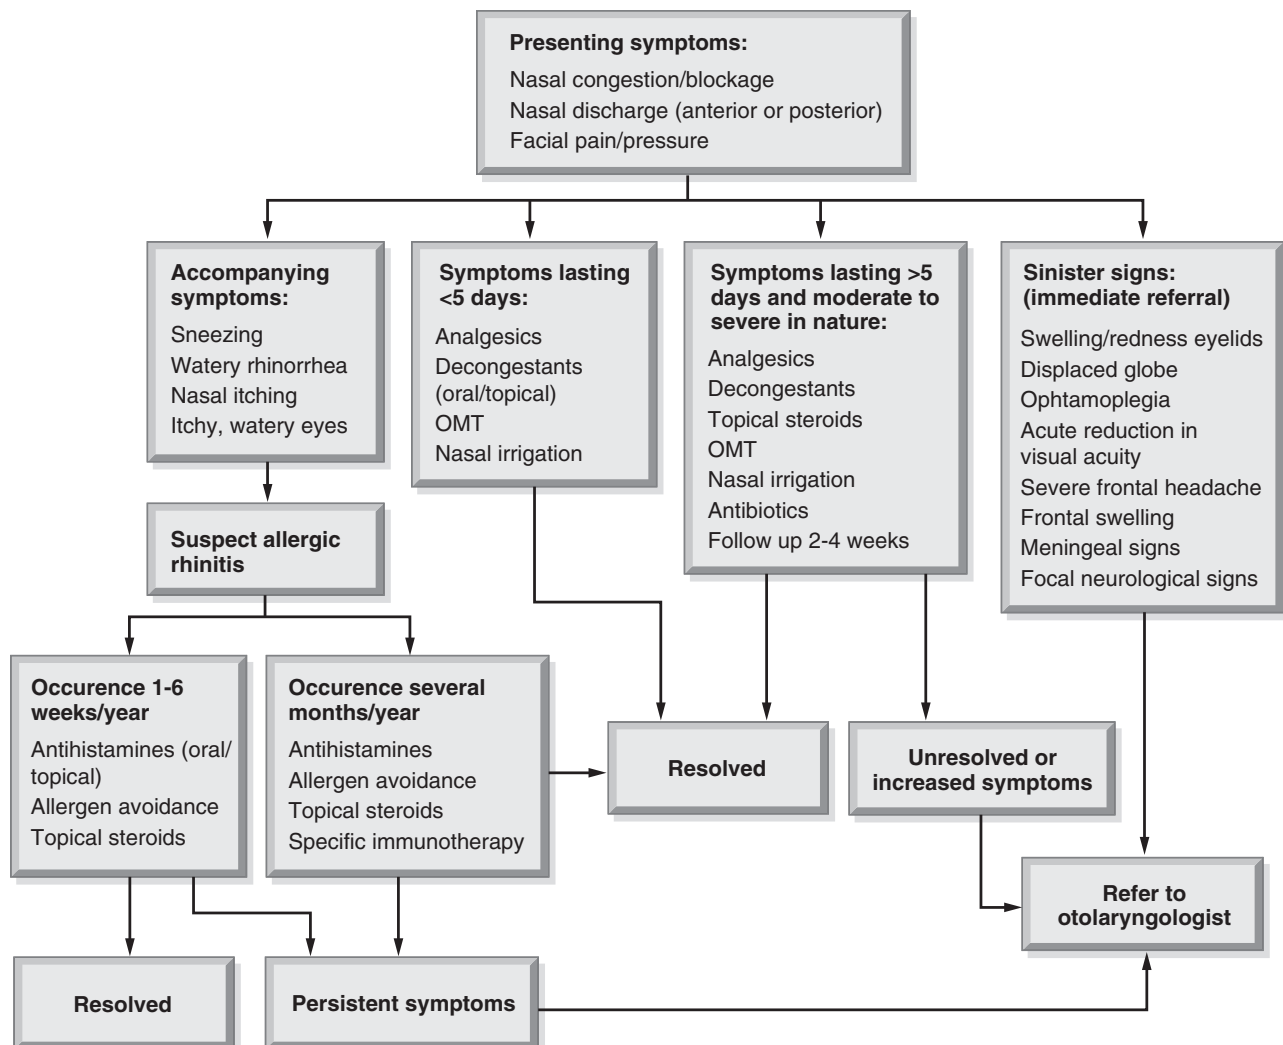 Presenting symptoms:
Nasal congestion/blockage
Nasal discharge (anterior or posterior)
Facial pain/pressure
Accompanying
symptoms:
Sneezing
Watery rhinorrhea
Nasal itching
Itchy, watery eyes
Symptoms lasting
<5 days:
Analgesics
Decongestants
(oral/topical)
OMT
Nasal irrigation
Symptoms lasting >5
days and moderate to
severe in nature:
Analgesics
Decongestants
Topical steroids
OMT
Nasal irrigation
Antibiotics
Follow up 2-4 weeks
Sinister signs:
(immediate referral)
Swelling/redness eyelids
Displaced globe
Ophtamoplegia
Acute reduction in
visual acuity
Severe frontal headache
Frontal swelling
Meningeal signs
Focal neurological signs
Suspect allergic
rhinitis
Occurence 1-6
weeks/year
Antihistamines (oral/
topical)
Allergen avoidance
Topical steroids
Occurence several
months/year
Antihistamines
Allergen avoidance
Topical steroids
Specific immunotherapy
Resolved
Unresolved or
increased symptoms
Refer to
otolaryngologist
Resolved
Persistent symptoms